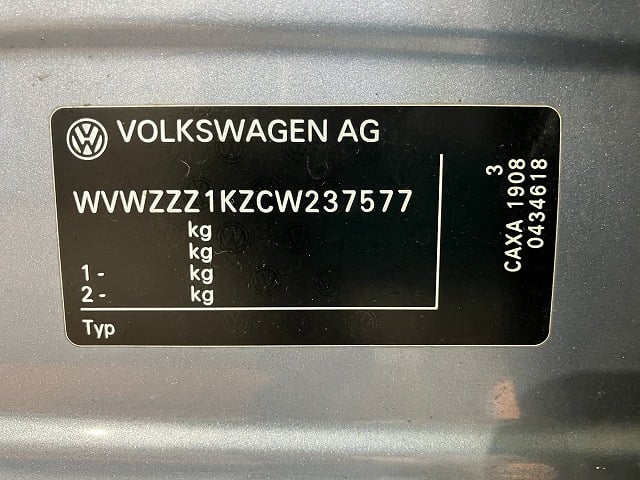 VOLKSWAGEN AG
WVWZZZ1KZCW237577
kg
kg
1 - kg
2 - kg
Typ
3
CAXA 1908
0434618